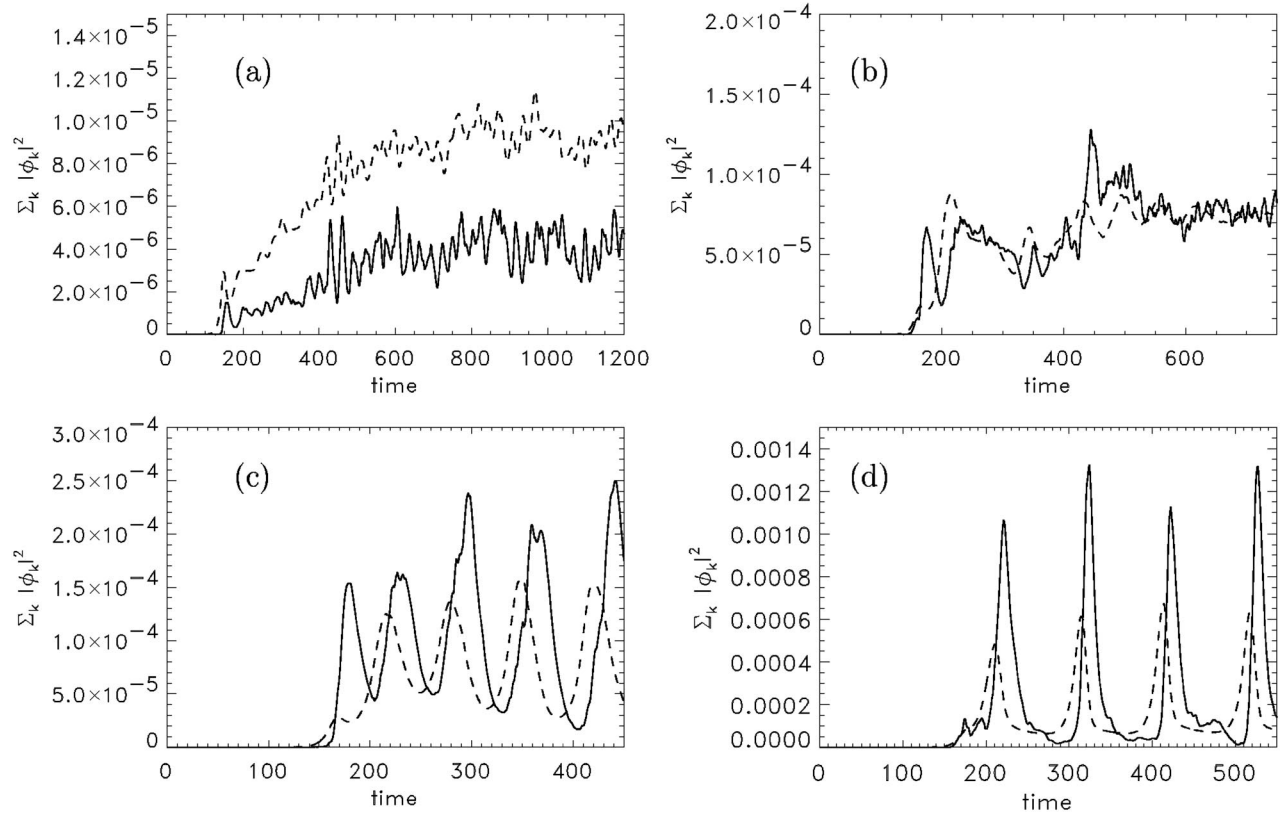 (a)
Σk |ϕk|²
1.4×10⁻⁵
1.2×10⁻⁵
1.0×10⁻⁵
8.0×10⁻⁶
6.0×10⁻⁶
4.0×10⁻⁶
2.0×10⁻⁶
0
0 200 400 600 800 1000 1200
time
(b)
Σk |ϕk|²
2.0×10⁻⁴
1.5×10⁻⁴
1.0×10⁻⁴
5.0×10⁻⁵
0
0 200 400 600
time
(c)
Σk |ϕk|²
3.0×10⁻⁴
2.5×10⁻⁴
2.0×10⁻⁴
1.5×10⁻⁴
1.0×10⁻⁴
5.0×10⁻⁵
0
0 100 200 300 400
time
(d)
Σk |ϕk|²
0.0014
0.0012
0.0010
0.0008
0.0006
0.0004
0.0002
0.0000
0 100 200 300 400 500
time